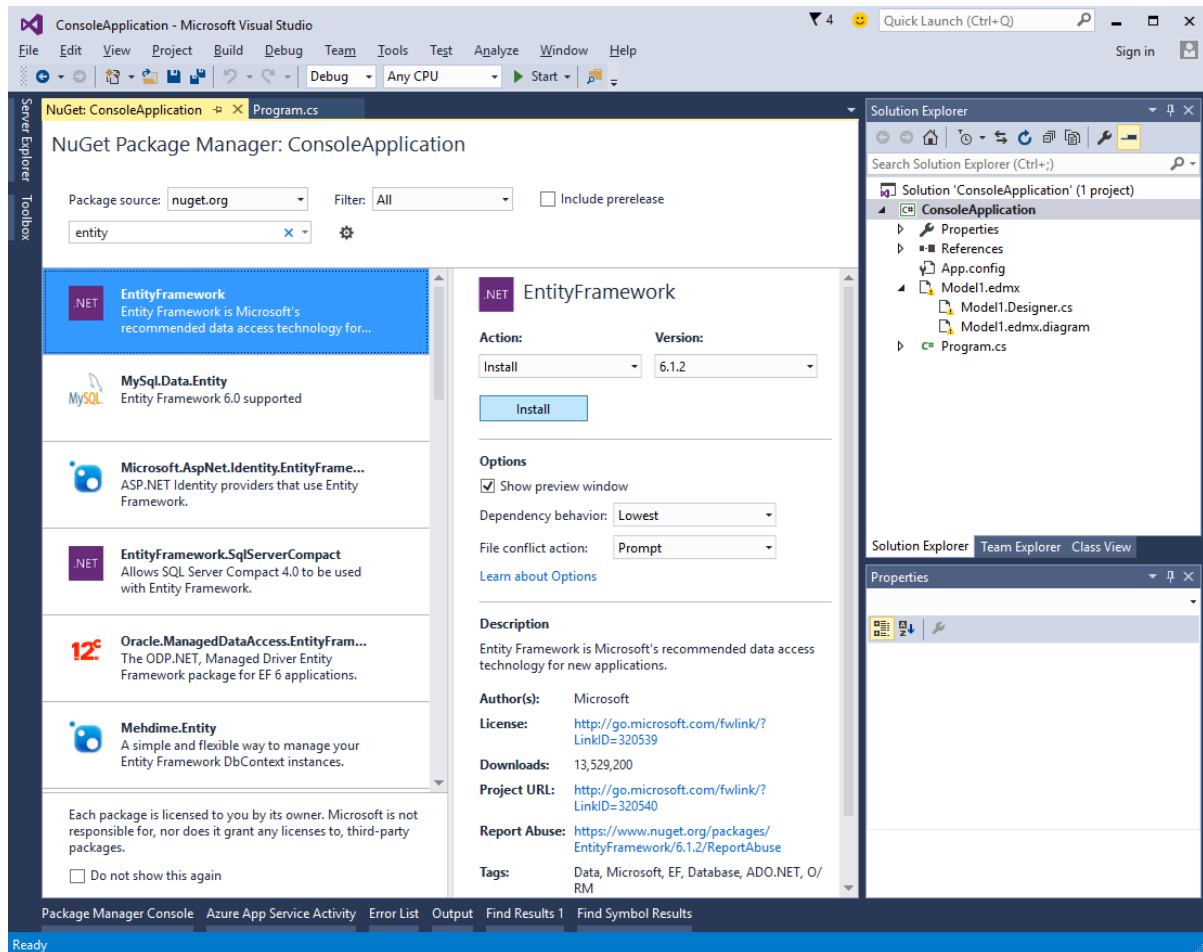 ConsoleApplication - Microsoft Visual Studio
4
Quick Launch (Ctrl+Q)
File Edit View Project Build Debug Team Tools Test Analyze Window Help
Sign in
Debug Any CPU Start
Server Explorer
Toolbox
NuGet: ConsoleApplication Program.cs
NuGet Package Manager: ConsoleApplication
Package source: nuget.org Filter: All Include prerelease
entity
.NET
EntityFramework
Entity Framework is Microsoft's
recommended data access technology for...
MySQL.
MySql.Data.Entity
Entity Framework 6.0 supported
Microsoft.AspNet.Identity.EntityFrame...
ASP.NET Identity providers that use Entity
Framework.
.NET
EntityFramework.SqlServerCompact
Allows SQL Server Compact 4.0 to be used
with Entity Framework.
12c
Oracle.ManagedDataAccess.EntityFram...
The ODP.NET, Managed Driver Entity
Framework package for EF 6 applications.
Mehdime.Entity
A simple and flexible way to manage your
Entity Framework DbContext instances.
Each package is licensed to you by its owner. Microsoft is not
responsible for, nor does it grant any licenses to, third-party
packages.
Do not show this again
.NET EntityFramework
Action: Version:
Install 6.1.2
Install
Options
Show preview window
Dependency behavior: Lowest
File conflict action: Prompt
Learn about Options
Description
Entity Framework is Microsoft's recommended data access
technology for new applications.
Author(s): Microsoft
License: http://go.microsoft.com/fwlink/?
LinkID=320539
Downloads: 13,529,200
Project URL: http://go.microsoft.com/fwlink/?
LinkID=320540
Report Abuse: https://www.nuget.org/packages/
EntityFramework/6.1.2/ReportAbuse
Tags: Data, Microsoft, EF, Database, ADO.NET, O/
RM
Solution Explorer
Search Solution Explorer (Ctrl+;)
Solution 'ConsoleApplication' (1 project)
C# ConsoleApplication
Properties
References
App.config
Model1.edmx
Model1.Designer.cs
Model1.edmx.diagram
C# Program.cs
Solution Explorer Team Explorer Class View
Properties
Package Manager Console Azure App Service Activity Error List Output Find Results 1 Find Symbol Results
Ready